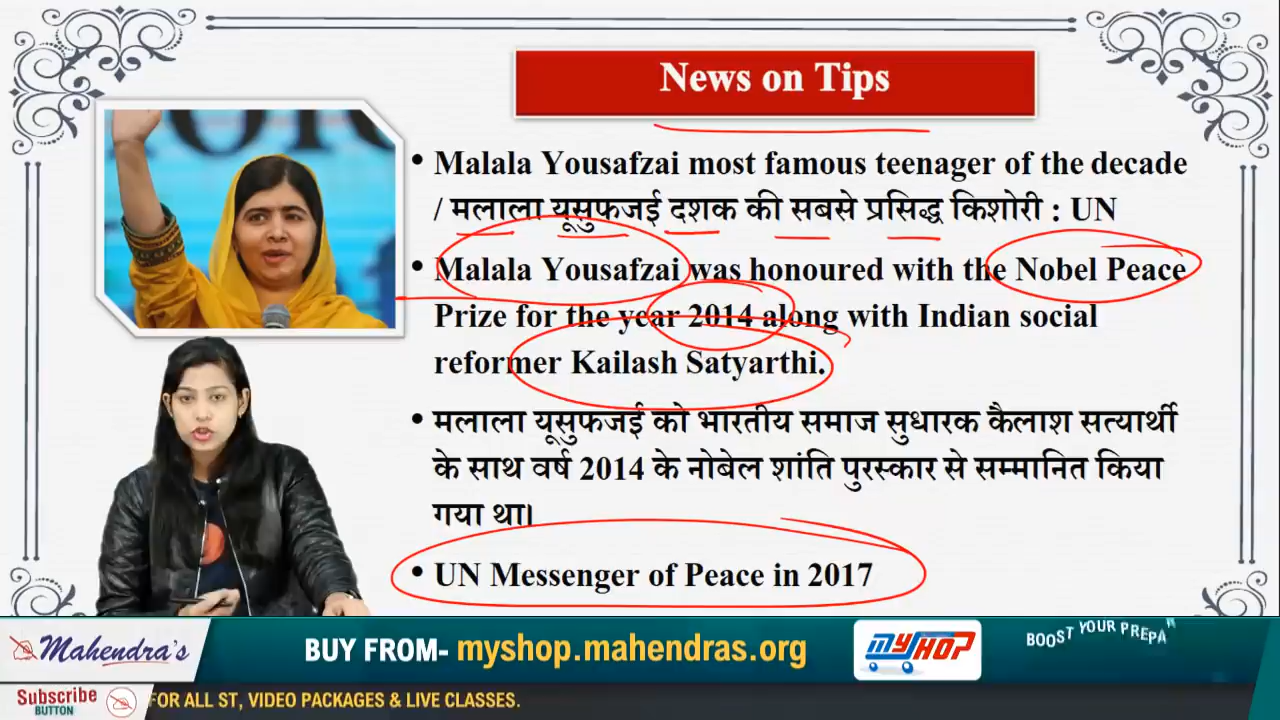 News on Tips
• Malala Yousafzai most famous teenager of the decade
/ मलाला यूसुफजई दशक की सबसे प्रसिद्ध किशोरी : UN
• Malala Yousafzai was honoured with the Nobel Peace
Prize for the year 2014 along with Indian social
reformer Kailash Satyarthi.
• मलाला यूसुफजई को भारतीय समाज सुधारक कैलाश सत्यार्थी
के साथ वर्ष 2014 के नोबेल शांति पुरस्कार से सम्मानित किया
गया था।
• UN Messenger of Peace in 2017
Mahendra's
BUY FROM- myshop.mahendras.org
MYSHOP
BOOST YOUR PREPA
Subscribe
BUTTON
FOR ALL ST, VIDEO PACKAGES & LIVE CLASSES.